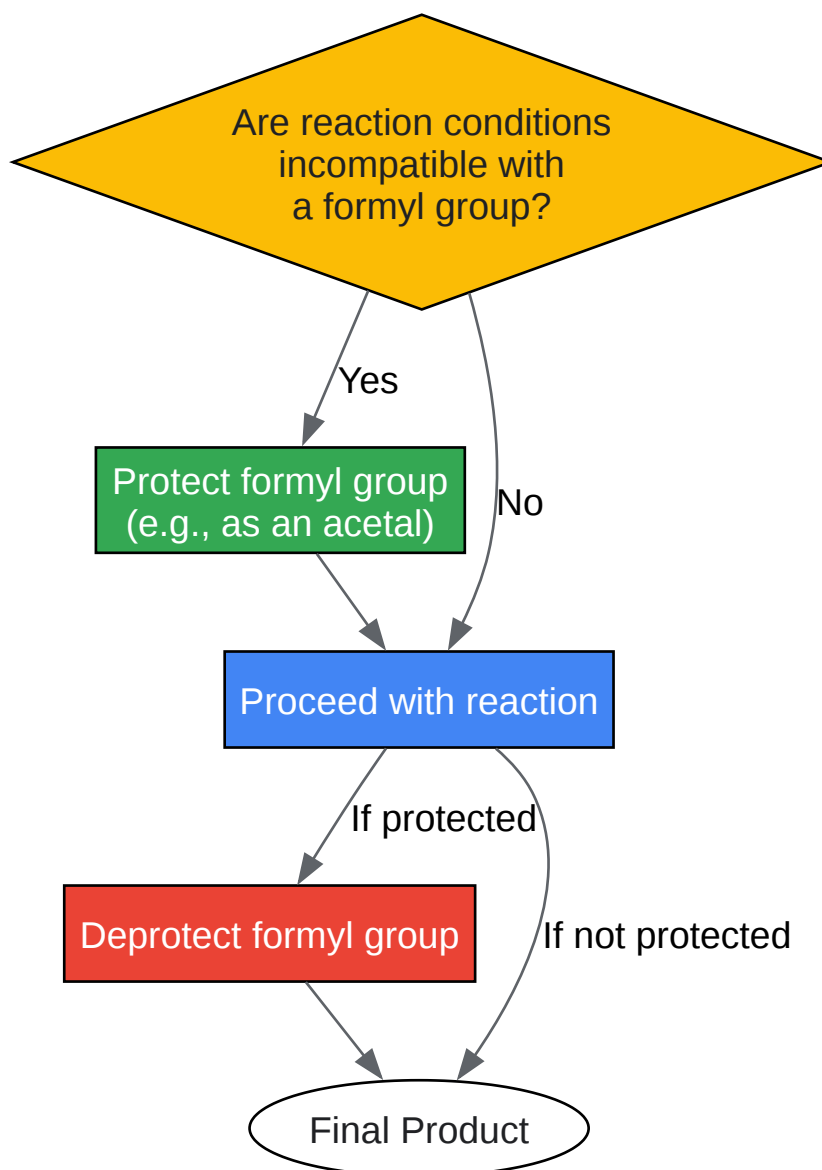 Are reaction conditions
incompatible with
a formyl group?
Yes
Protect formyl group
(e.g., as an acetal)
No
Proceed with reaction
If protected
Deprotect formyl group
If not protected
Final Product